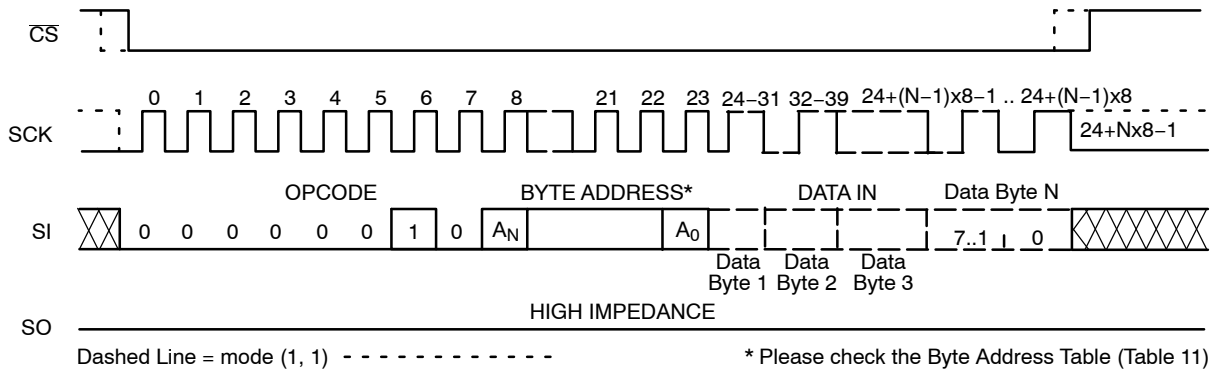 CS
0 1 2 3 4 5 6 7 8 21 22 23 24–31 32–39 24+(N–1)x8–1 .. 24+(N–1)x8
SCK
24+Nx8–1
OPCODE BYTE ADDRESS* DATA IN Data Byte N
SI 0 0 0 0 0 0 1 0 AN A0 7..1 0
Data Data Data
Byte 1 Byte 2 Byte 3
HIGH IMPEDANCE
SO
Dashed Line = mode (1, 1) * Please check the Byte Address Table (Table 11)